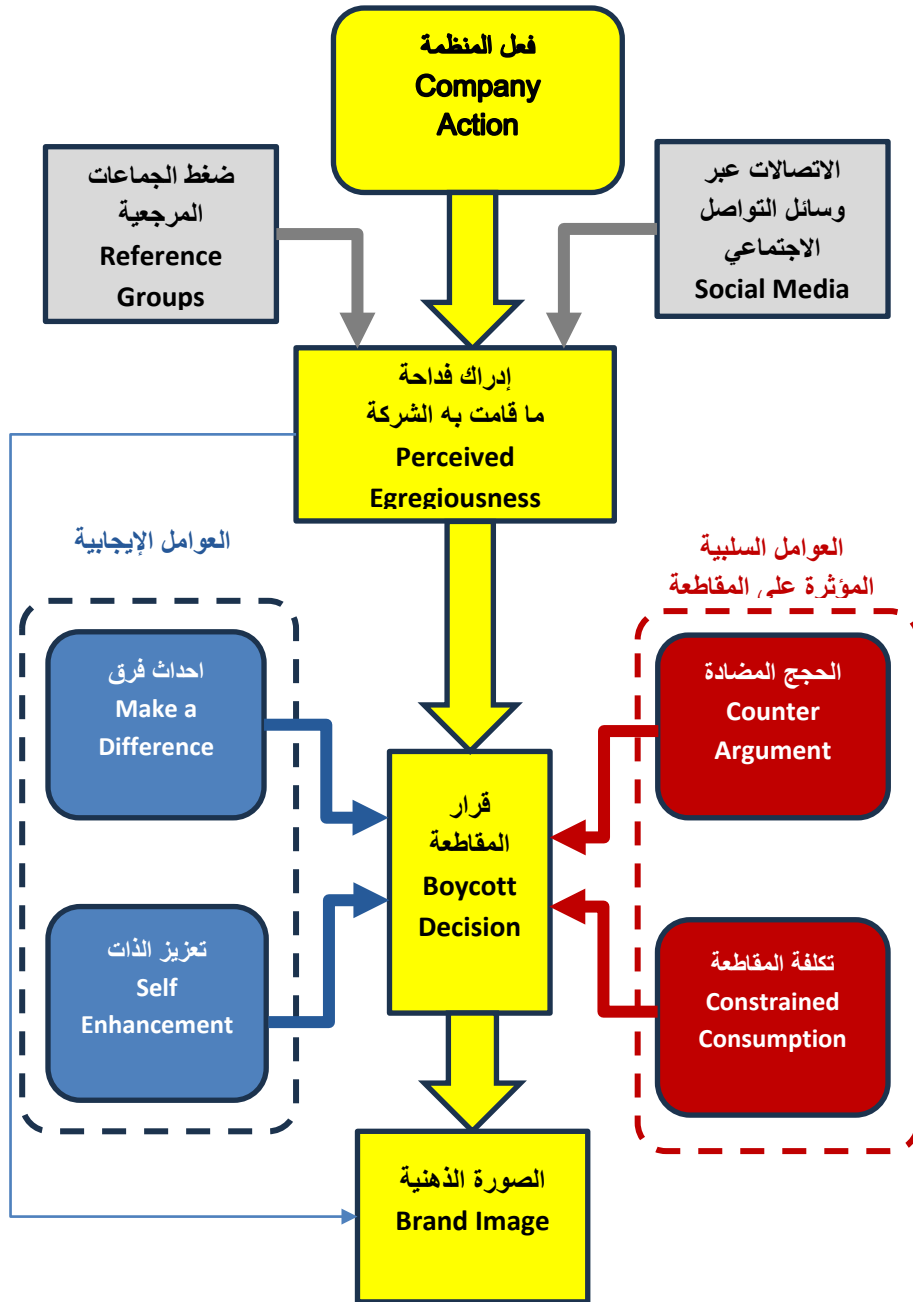 فعل المنظمة
Company
Action
ضغط الجماعات
المرجعية
Reference
Groups
الاتصالات عبر
وسائل التواصل
الاجتماعي
Social Media
إدراك فداحة
ما قامت به الشركة
Perceived
Egregiousness
العوامل الإيجابية
العوامل السلبية
المؤثرة على المقاطعة
احداث فرق
Make a
Difference
الحجج المضادة
Counter
Argument
قرار
المقاطعة
Boycott
Decision
تعزيز الذات
Self
Enhancement
تكلفة المقاطعة
Constrained
Consumption
الصورة الذهنية
Brand Image